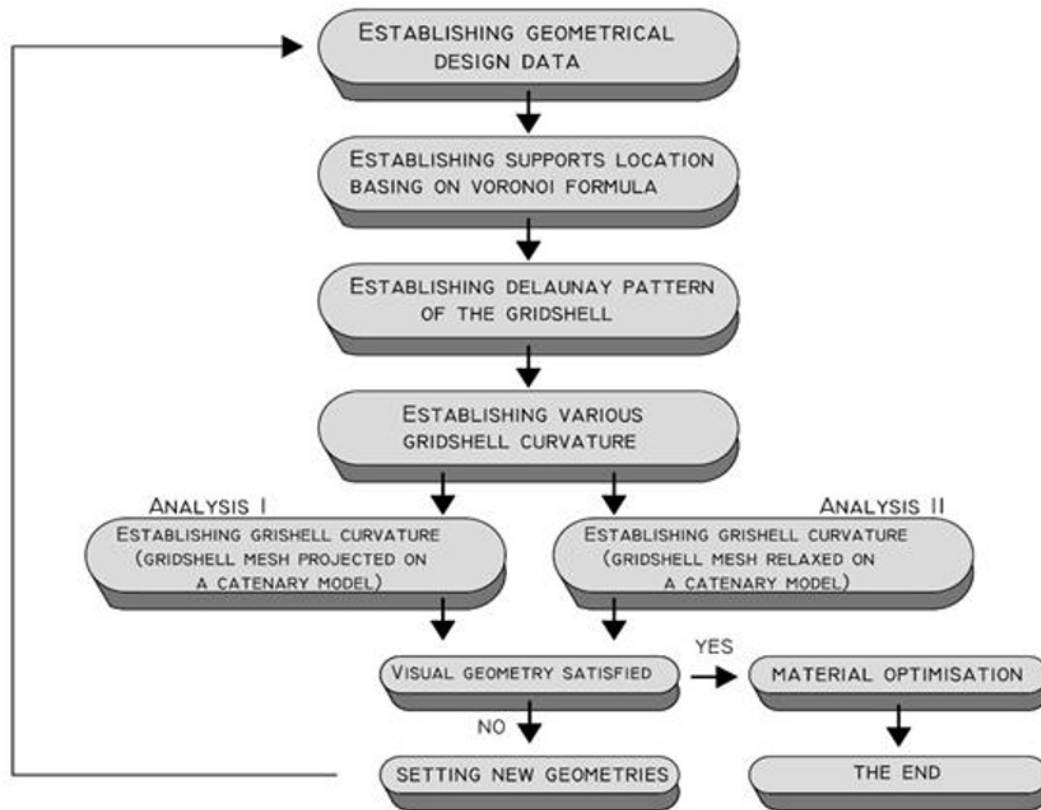 ESTABLISHING GEOMETRICAL
DESIGN DATA
ESTABLISHING SUPPORTS LOCATION
BASING ON VORONOI FORMULA
ESTABLISHING DELAUNAY PATTERN
OF THE GRIDSHELL
ESTABLISHING VARIOUS
GRIDSHELL CURVATURE
ANALYSIS I
ESTABLISHING GRISHELL CURVATURE
(GRIDSHELL MESH PROJECTED ON
A CATENARY MODEL)
ANALYSIS II
ESTABLISHING GRISHELL CURVATURE
(GRIDSHELL MESH RELAXED ON
A CATENARY MODEL)
VISUAL GEOMETRY SATISFIED
YES
MATERIAL OPTIMISATION
NO
SETTING NEW GEOMETRIES
THE END